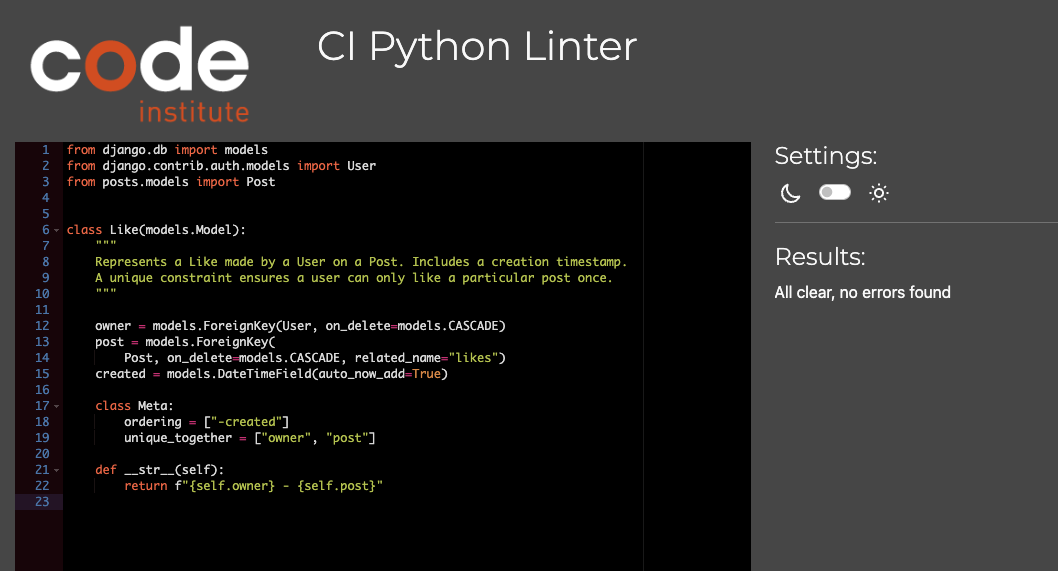 code
institute
CI Python Linter
1 from django.db import models
2 from django.contrib.auth.models import User
3 from posts.models import Post
4
5
6 class Like(models.Model):
7     """
8     Represents a Like made by a User on a Post. Includes a creation timestamp.
9     A unique constraint ensures a user can only like a particular post once.
10     """
11
12     owner = models.ForeignKey(User, on_delete=models.CASCADE)
13     post = models.ForeignKey(
14         Post, on_delete=models.CASCADE, related_name="likes")
15     created = models.DateTimeField(auto_now_add=True)
16
17     class Meta:
18         ordering = ["-created"]
19         unique_together = ["owner", "post"]
20
21     def __str__(self):
22         return f"{self.owner} - {self.post}"
23
Settings:
Results:
All clear, no errors found